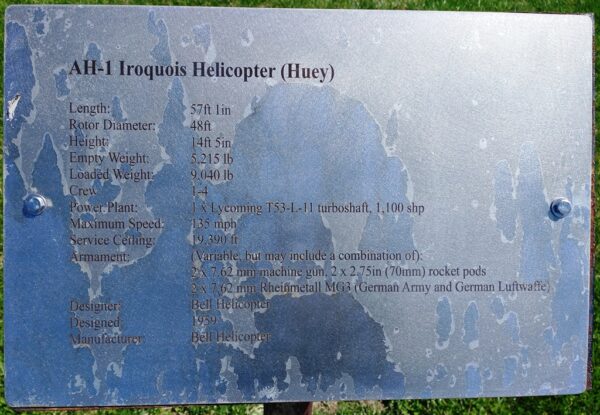 AH-1 Iroquois Helicopter (Huey)
Length: 57ft 1in
Rotor Diameter: 48ft
Height: 14ft 5in
Empty Weight: 5,215 lb
Loaded Weight: 9,040 lb
Crew 1-4
Power Plant: 1 x Lycoming T53-L-11 turboshaft, 1,100 shp
Maximum Speed: 135 mph
Service Ceiling: 19,390 ft
Armament: (Variable, but may include a combination of):
2 x 7.62 mm machine gun, 2 x 2.75in (70mm) rocket pods
2 x 7.62 mm Rheinmetall MG3 (German Army and German Luftwaffe)
Designer: Bell Helicopter
Designed: 1959
Manufacturer: Bell Helicopter